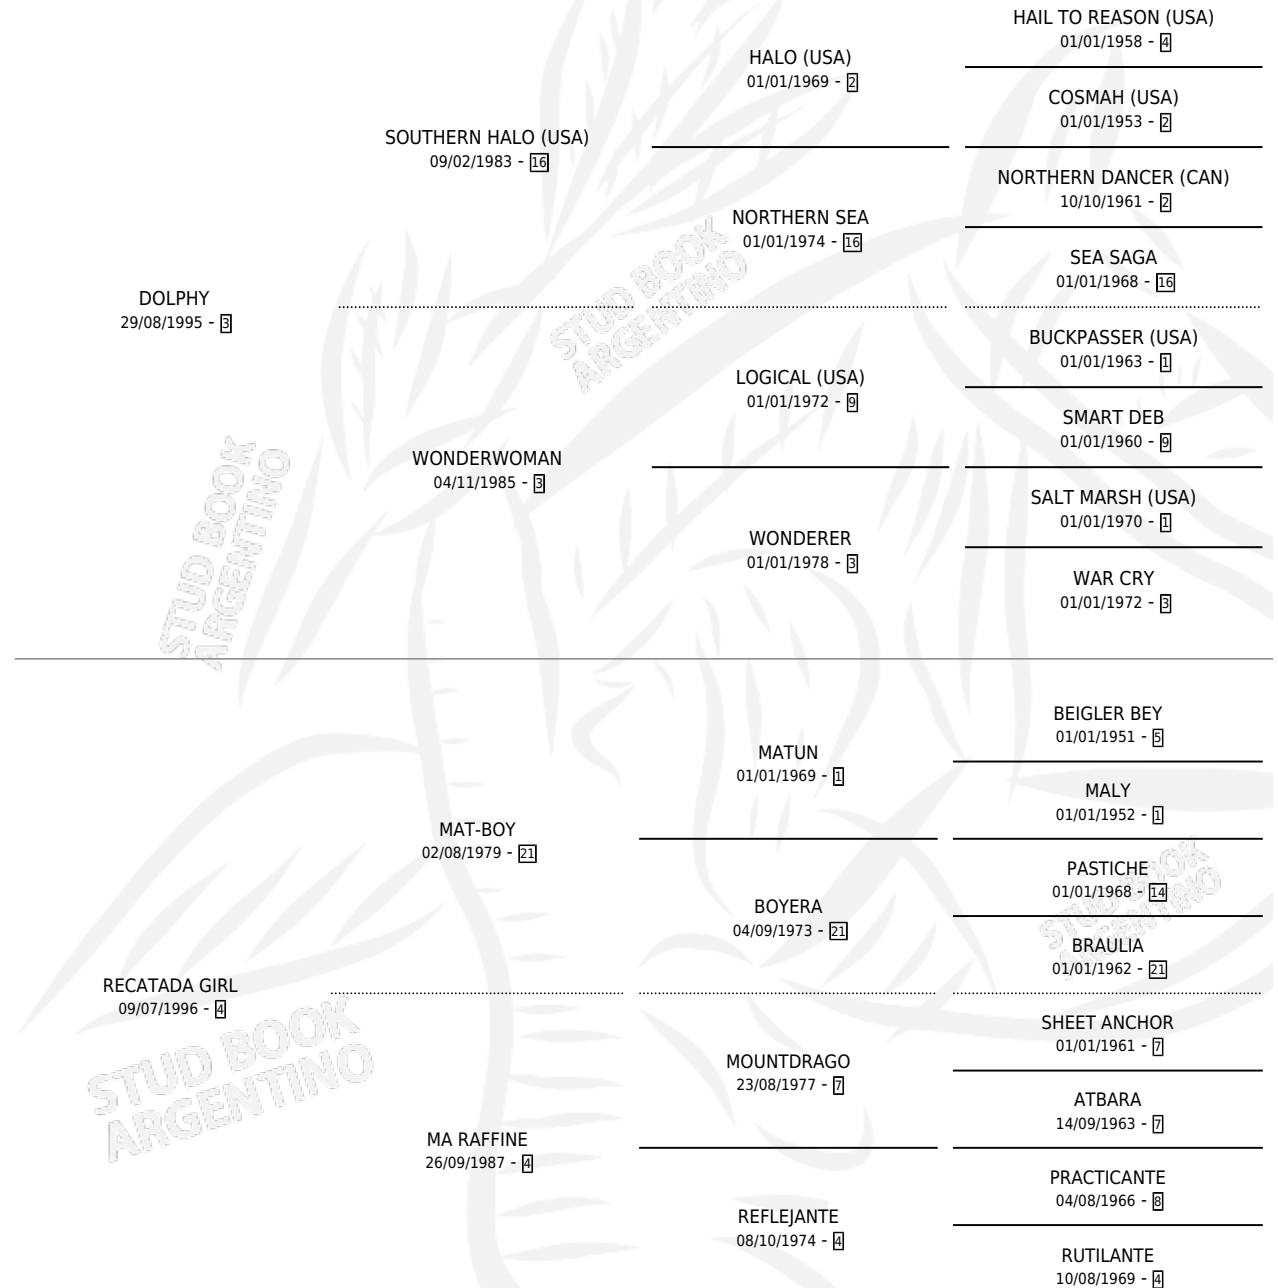 HAIL TO REASON (USA)
01/01/1958 - 4
HALO (USA)
01/01/1969 - 2
COSMAH (USA)
01/01/1953 - 2
SOUTHERN HALO (USA)
09/02/1983 - 16
NORTHERN DANCER (CAN)
10/10/1961 - 2
NORTHERN SEA
01/01/1974 - 16
SEA SAGA
01/01/1968 - 16
DOLPHY
29/08/1995 - 3
BUCKPASSER (USA)
01/01/1963 - 1
LOGICAL (USA)
01/01/1972 - 9
SMART DEB
01/01/1960 - 9
WONDERWOMAN
04/11/1985 - 3
SALT MARSH (USA)
01/01/1970 - 1
WONDERER
01/01/1978 - 3
WAR CRY
01/01/1972 - 3
BEIGLER BEY
01/01/1951 - 5
MATUN
01/01/1969 - 1
MALY
01/01/1952 - 1
MAT-BOY
02/08/1979 - 21
PASTICHE
01/01/1968 - 14
BOYERA
04/09/1973 - 21
BRAULIA
01/01/1962 - 21
RECATADA GIRL
09/07/1996 - 4
SHEET ANCHOR
01/01/1961 - 7
MOUNTDRAGO
23/08/1977 - 7
ATBARA
14/09/1963 - 7
MA RAFFINE
26/09/1987 - 4
PRACTICANTE
04/08/1966 - 8
REFLEJANTE
08/10/1974 - 4
RUTILANTE
10/08/1969 - 4
STUD BOOK
ARGENTINO
STUD BOOK
ARGENTINO
STUD BOOK
ARGENTINO
STUD BOOK
ARGENTINO